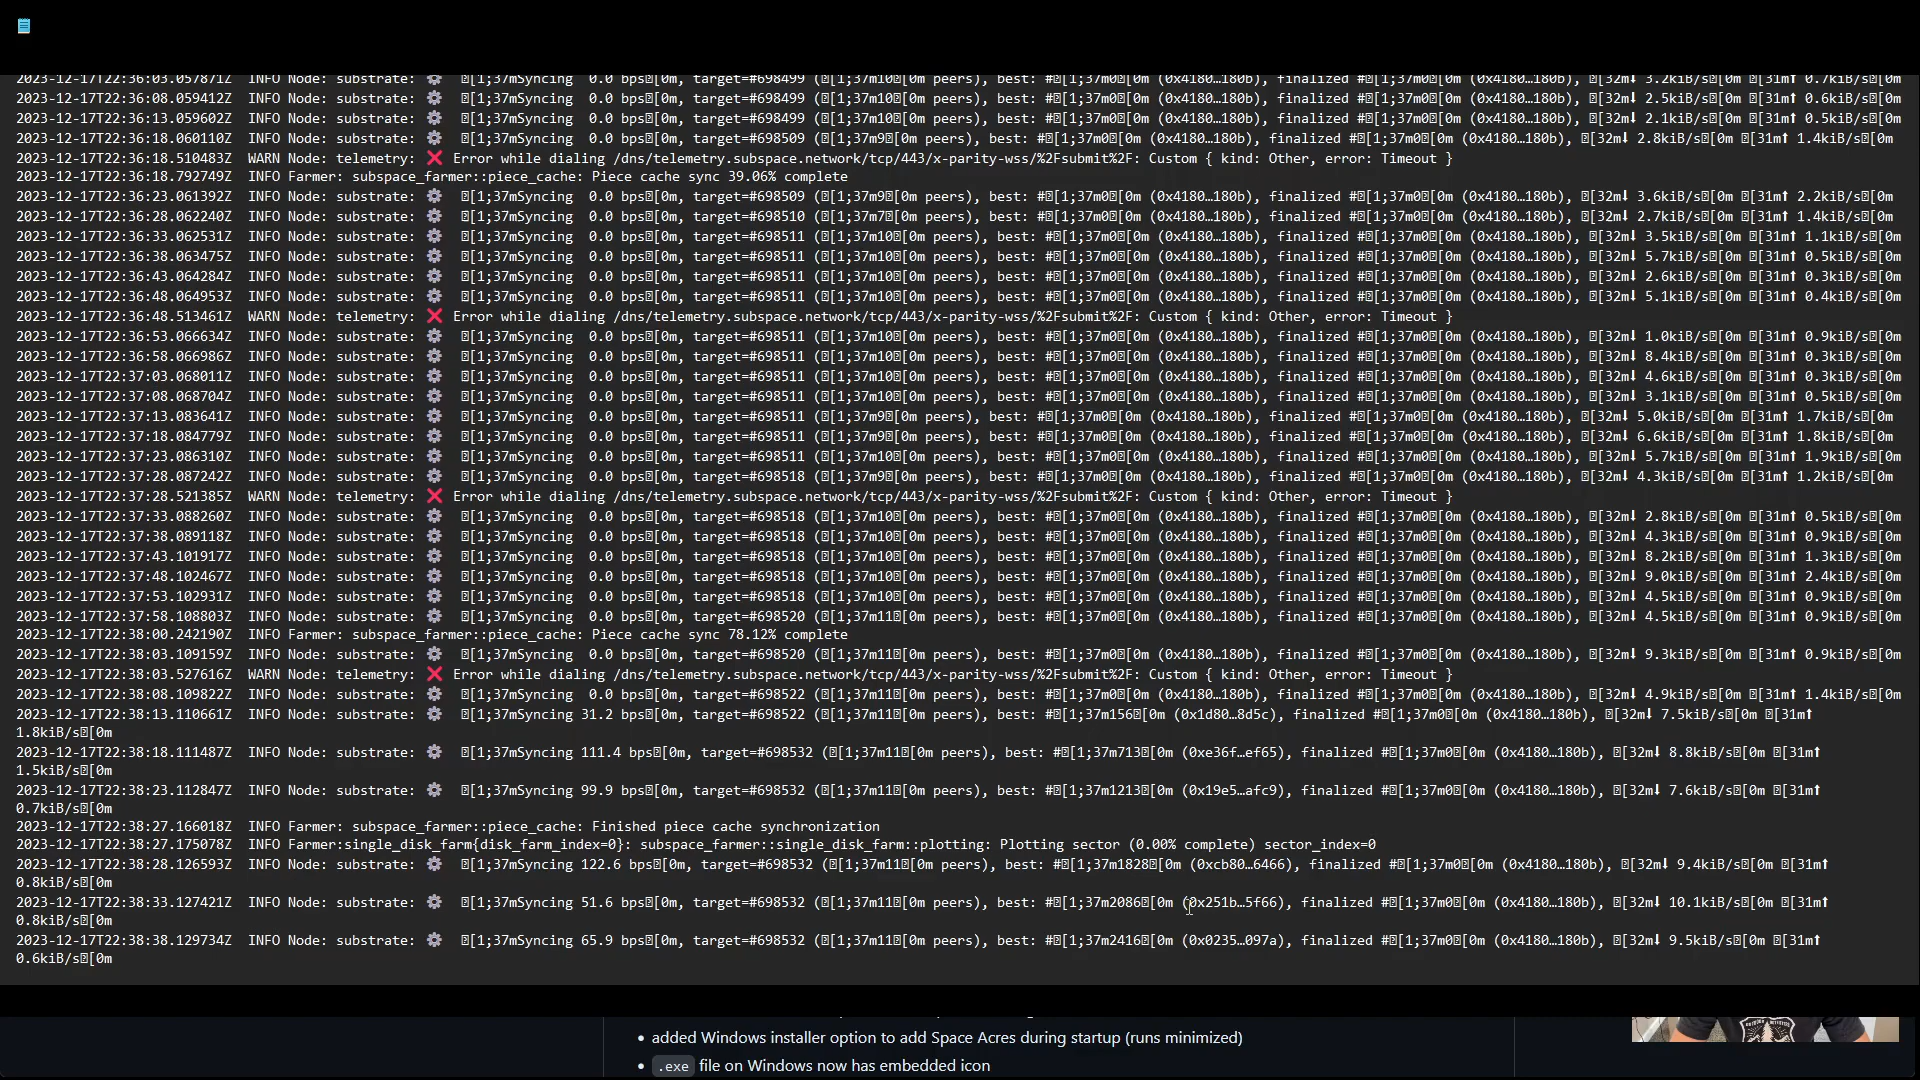 2023-12-17T22:36:03.057871Z  INFO Node: substrate: ⚙️  [1;37mSyncing  0.0 bps[0m, target=#698499 ([1;37m10[0m peers), best: #[1;37m0[0m (0x4180…180b), finalized #[1;37m0[0m (0x4180…180b), [32m⬇ 3.2kiB/s[0m [31m⬆ 0.7kiB/s[0m
2023-12-17T22:36:08.059412Z  INFO Node: substrate: ⚙️  [1;37mSyncing  0.0 bps[0m, target=#698499 ([1;37m10[0m peers), best: #[1;37m0[0m (0x4180…180b), finalized #[1;37m0[0m (0x4180…180b), [32m⬇ 2.5kiB/s[0m [31m⬆ 0.6kiB/s[0m
2023-12-17T22:36:13.059602Z  INFO Node: substrate: ⚙️  [1;37mSyncing  0.0 bps[0m, target=#698499 ([1;37m10[0m peers), best: #[1;37m0[0m (0x4180…180b), finalized #[1;37m0[0m (0x4180…180b), [32m⬇ 2.1kiB/s[0m [31m⬆ 0.5kiB/s[0m
2023-12-17T22:36:18.060110Z  INFO Node: substrate: ⚙️  [1;37mSyncing  0.0 bps[0m, target=#698509 ([1;37m9[0m peers), best: #[1;37m0[0m (0x4180…180b), finalized #[1;37m0[0m (0x4180…180b), [32m⬇ 2.8kiB/s[0m [31m⬆ 1.4kiB/s[0m
2023-12-17T22:36:18.510483Z  WARN Node: telemetry: ❌ Error while dialing /dns/telemetry.subspace.network/tcp/443/x-parity-wss/%2Fsubmit%2F: Custom { kind: Other, error: Timeout }
2023-12-17T22:36:18.792749Z  INFO Farmer: subspace_farmer::piece_cache: Piece cache sync 39.06% complete
2023-12-17T22:36:23.061392Z  INFO Node: substrate: ⚙️  [1;37mSyncing  0.0 bps[0m, target=#698509 ([1;37m9[0m peers), best: #[1;37m0[0m (0x4180…180b), finalized #[1;37m0[0m (0x4180…180b), [32m⬇ 3.6kiB/s[0m [31m⬆ 2.2kiB/s[0m
2023-12-17T22:36:28.062240Z  INFO Node: substrate: ⚙️  [1;37mSyncing  0.0 bps[0m, target=#698510 ([1;37m7[0m peers), best: #[1;37m0[0m (0x4180…180b), finalized #[1;37m0[0m (0x4180…180b), [32m⬇ 2.7kiB/s[0m [31m⬆ 1.4kiB/s[0m
2023-12-17T22:36:33.062531Z  INFO Node: substrate: ⚙️  [1;37mSyncing  0.0 bps[0m, target=#698511 ([1;37m10[0m peers), best: #[1;37m0[0m (0x4180…180b), finalized #[1;37m0[0m (0x4180…180b), [32m⬇ 3.5kiB/s[0m [31m⬆ 1.1kiB/s[0m
2023-12-17T22:36:38.063475Z  INFO Node: substrate: ⚙️  [1;37mSyncing  0.0 bps[0m, target=#698511 ([1;37m10[0m peers), best: #[1;37m0[0m (0x4180…180b), finalized #[1;37m0[0m (0x4180…180b), [32m⬇ 5.7kiB/s[0m [31m⬆ 0.5kiB/s[0m
2023-12-17T22:36:43.064284Z  INFO Node: substrate: ⚙️  [1;37mSyncing  0.0 bps[0m, target=#698511 ([1;37m10[0m peers), best: #[1;37m0[0m (0x4180…180b), finalized #[1;37m0[0m (0x4180…180b), [32m⬇ 2.6kiB/s[0m [31m⬆ 0.3kiB/s[0m
2023-12-17T22:36:48.064953Z  INFO Node: substrate: ⚙️  [1;37mSyncing  0.0 bps[0m, target=#698511 ([1;37m10[0m peers), best: #[1;37m0[0m (0x4180…180b), finalized #[1;37m0[0m (0x4180…180b), [32m⬇ 5.1kiB/s[0m [31m⬆ 0.4kiB/s[0m
2023-12-17T22:36:48.513461Z  WARN Node: telemetry: ❌ Error while dialing /dns/telemetry.subspace.network/tcp/443/x-parity-wss/%2Fsubmit%2F: Custom { kind: Other, error: Timeout }
2023-12-17T22:36:53.066634Z  INFO Node: substrate: ⚙️  [1;37mSyncing  0.0 bps[0m, target=#698511 ([1;37m10[0m peers), best: #[1;37m0[0m (0x4180…180b), finalized #[1;37m0[0m (0x4180…180b), [32m⬇ 1.0kiB/s[0m [31m⬆ 0.9kiB/s[0m
2023-12-17T22:36:58.066986Z  INFO Node: substrate: ⚙️  [1;37mSyncing  0.0 bps[0m, target=#698511 ([1;37m10[0m peers), best: #[1;37m0[0m (0x4180…180b), finalized #[1;37m0[0m (0x4180…180b), [32m⬇ 8.4kiB/s[0m [31m⬆ 0.3kiB/s[0m
2023-12-17T22:37:03.068011Z  INFO Node: substrate: ⚙️  [1;37mSyncing  0.0 bps[0m, target=#698511 ([1;37m10[0m peers), best: #[1;37m0[0m (0x4180…180b), finalized #[1;37m0[0m (0x4180…180b), [32m⬇ 4.6kiB/s[0m [31m⬆ 0.3kiB/s[0m
2023-12-17T22:37:08.068704Z  INFO Node: substrate: ⚙️  [1;37mSyncing  0.0 bps[0m, target=#698511 ([1;37m10[0m peers), best: #[1;37m0[0m (0x4180…180b), finalized #[1;37m0[0m (0x4180…180b), [32m⬇ 3.1kiB/s[0m [31m⬆ 0.5kiB/s[0m
2023-12-17T22:37:13.083641Z  INFO Node: substrate: ⚙️  [1;37mSyncing  0.0 bps[0m, target=#698511 ([1;37m9[0m peers), best: #[1;37m0[0m (0x4180…180b), finalized #[1;37m0[0m (0x4180…180b), [32m⬇ 5.0kiB/s[0m [31m⬆ 1.7kiB/s[0m
2023-12-17T22:37:18.084779Z  INFO Node: substrate: ⚙️  [1;37mSyncing  0.0 bps[0m, target=#698511 ([1;37m9[0m peers), best: #[1;37m0[0m (0x4180…180b), finalized #[1;37m0[0m (0x4180…180b), [32m⬇ 6.6kiB/s[0m [31m⬆ 1.8kiB/s[0m
2023-12-17T22:37:23.086310Z  INFO Node: substrate: ⚙️  [1;37mSyncing  0.0 bps[0m, target=#698511 ([1;37m9[0m peers), best: #[1;37m0[0m (0x4180…180b), finalized #[1;37m0[0m (0x4180…180b), [32m⬇ 5.7kiB/s[0m [31m⬆ 1.9kiB/s[0m
2023-12-17T22:37:28.087242Z  INFO Node: substrate: ⚙️  [1;37mSyncing  0.0 bps[0m, target=#698518 ([1;37m9[0m peers), best: #[1;37m0[0m (0x4180…180b), finalized #[1;37m0[0m (0x4180…180b), [32m⬇ 4.3kiB/s[0m [31m⬆ 1.2kiB/s[0m
2023-12-17T22:37:28.521385Z  WARN Node: telemetry: ❌ Error while dialing /dns/telemetry.subspace.network/tcp/443/x-parity-wss/%2Fsubmit%2F: Custom { kind: Other, error: Timeout }
2023-12-17T22:37:33.088260Z  INFO Node: substrate: ⚙️  [1;37mSyncing  0.0 bps[0m, target=#698518 ([1;37m10[0m peers), best: #[1;37m0[0m (0x4180…180b), finalized #[1;37m0[0m (0x4180…180b), [32m⬇ 2.8kiB/s[0m [31m⬆ 0.5kiB/s[0m
2023-12-17T22:37:38.089118Z  INFO Node: substrate: ⚙️  [1;37mSyncing  0.0 bps[0m, target=#698518 ([1;37m10[0m peers), best: #[1;37m0[0m (0x4180…180b), finalized #[1;37m0[0m (0x4180…180b), [32m⬇ 4.3kiB/s[0m [31m⬆ 0.9kiB/s[0m
2023-12-17T22:37:43.101917Z  INFO Node: substrate: ⚙️  [1;37mSyncing  0.0 bps[0m, target=#698518 ([1;37m10[0m peers), best: #[1;37m0[0m (0x4180…180b), finalized #[1;37m0[0m (0x4180…180b), [32m⬇ 8.2kiB/s[0m [31m⬆ 1.3kiB/s[0m
2023-12-17T22:37:48.102467Z  INFO Node: substrate: ⚙️  [1;37mSyncing  0.0 bps[0m, target=#698518 ([1;37m10[0m peers), best: #[1;37m0[0m (0x4180…180b), finalized #[1;37m0[0m (0x4180…180b), [32m⬇ 9.0kiB/s[0m [31m⬆ 2.4kiB/s[0m
2023-12-17T22:37:53.102931Z  INFO Node: substrate: ⚙️  [1;37mSyncing  0.0 bps[0m, target=#698518 ([1;37m10[0m peers), best: #[1;37m0[0m (0x4180…180b), finalized #[1;37m0[0m (0x4180…180b), [32m⬇ 4.5kiB/s[0m [31m⬆ 0.9kiB/s[0m
2023-12-17T22:37:58.108803Z  INFO Node: substrate: ⚙️  [1;37mSyncing  0.0 bps[0m, target=#698520 ([1;37m11[0m peers), best: #[1;37m0[0m (0x4180…180b), finalized #[1;37m0[0m (0x4180…180b), [32m⬇ 4.5kiB/s[0m [31m⬆ 0.9kiB/s[0m
2023-12-17T22:38:00.242190Z  INFO Farmer: subspace_farmer::piece_cache: Piece cache sync 78.12% complete
2023-12-17T22:38:03.109159Z  INFO Node: substrate: ⚙️  [1;37mSyncing  0.0 bps[0m, target=#698520 ([1;37m11[0m peers), best: #[1;37m0[0m (0x4180…180b), finalized #[1;37m0[0m (0x4180…180b), [32m⬇ 9.3kiB/s[0m [31m⬆ 0.9kiB/s[0m
2023-12-17T22:38:03.527616Z  WARN Node: telemetry: ❌ Error while dialing /dns/telemetry.subspace.network/tcp/443/x-parity-wss/%2Fsubmit%2F: Custom { kind: Other, error: Timeout }
2023-12-17T22:38:08.109822Z  INFO Node: substrate: ⚙️  [1;37mSyncing  0.0 bps[0m, target=#698522 ([1;37m11[0m peers), best: #[1;37m0[0m (0x4180…180b), finalized #[1;37m0[0m (0x4180…180b), [32m⬇ 4.9kiB/s[0m [31m⬆ 1.4kiB/s[0m
2023-12-17T22:38:13.110661Z  INFO Node: substrate: ⚙️  [1;37mSyncing 31.2 bps[0m, target=#698522 ([1;37m11[0m peers), best: #[1;37m156[0m (0x1d80…8d5c), finalized #[1;37m0[0m (0x4180…180b), [32m⬇ 7.5kiB/s[0m [31m⬆
1.8kiB/s[0m
2023-12-17T22:38:18.111487Z  INFO Node: substrate: ⚙️  [1;37mSyncing 111.4 bps[0m, target=#698532 ([1;37m11[0m peers), best: #[1;37m713[0m (0xe36f…ef65), finalized #[1;37m0[0m (0x4180…180b), [32m⬇ 8.8kiB/s[0m [31m⬆
1.5kiB/s[0m
2023-12-17T22:38:23.112847Z  INFO Node: substrate: ⚙️  [1;37mSyncing 99.9 bps[0m, target=#698532 ([1;37m11[0m peers), best: #[1;37m1213[0m (0x19e5…afc9), finalized #[1;37m0[0m (0x4180…180b), [32m⬇ 7.6kiB/s[0m [31m⬆
0.7kiB/s[0m
2023-12-17T22:38:27.166018Z  INFO Farmer: subspace_farmer::piece_cache: Finished piece cache synchronization
2023-12-17T22:38:27.175078Z  INFO Farmer:single_disk_farm{disk_farm_index=0}: subspace_farmer::single_disk_farm::plotting: Plotting sector (0.00% complete) sector_index=0
2023-12-17T22:38:28.126593Z  INFO Node: substrate: ⚙️  [1;37mSyncing 122.6 bps[0m, target=#698532 ([1;37m11[0m peers), best: #[1;37m1828[0m (0xcb80…6466), finalized #[1;37m0[0m (0x4180…180b), [32m⬇ 9.4kiB/s[0m [31m⬆
0.8kiB/s[0m
2023-12-17T22:38:33.127421Z  INFO Node: substrate: ⚙️  [1;37mSyncing 51.6 bps[0m, target=#698532 ([1;37m11[0m peers), best: #[1;37m2086[0m (0x251b…5f66), finalized #[1;37m0[0m (0x4180…180b), [32m⬇ 10.1kiB/s[0m [31m⬆
0.8kiB/s[0m
2023-12-17T22:38:38.129734Z  INFO Node: substrate: ⚙️  [1;37mSyncing 65.9 bps[0m, target=#698532 ([1;37m11[0m peers), best: #[1;37m2416[0m (0x0235…097a), finalized #[1;37m0[0m (0x4180…180b), [32m⬇ 9.5kiB/s[0m [31m⬆
0.6kiB/s[0m
• added Windows installer option to add Space Acres during startup (runs minimized)
• .exe file on Windows now has embedded icon